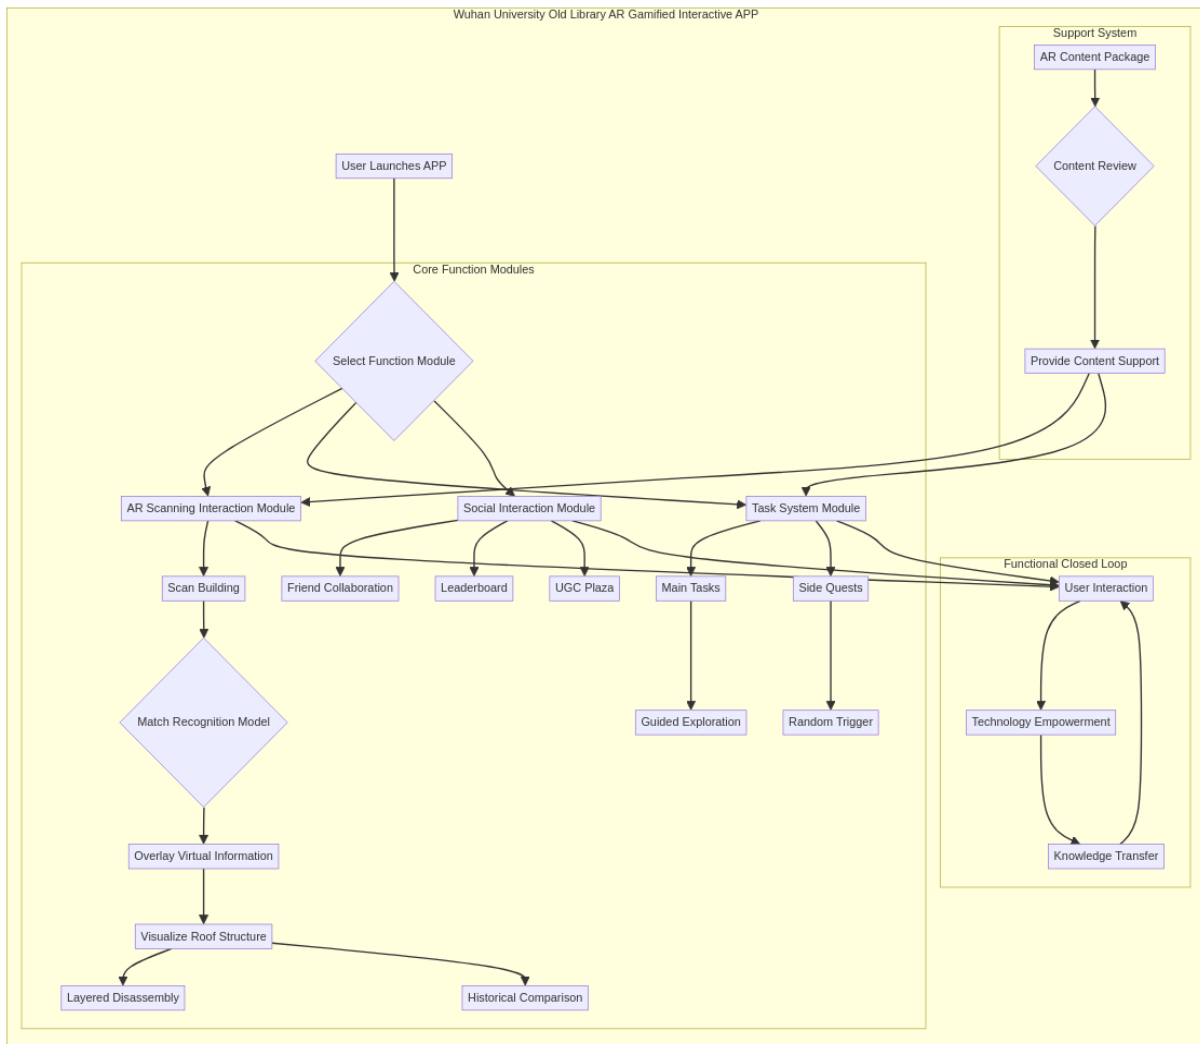 Wuhan University Old Library AR Gamified Interactive APP
Support System
AR Content Package
User Launches APP
Content Review
Core Function Modules
Select Function Module
Provide Content Support
AR Scanning Interaction Module
Social Interaction Module
Task System Module
Functional Closed Loop
Scan Building
Friend Collaboration
Leaderboard
UGC Plaza
Main Tasks
Side Quests
User Interaction
Match Recognition Model
Guided Exploration
Random Trigger
Technology Empowerment
Overlay Virtual Information
Knowledge Transfer
Visualize Roof Structure
Layered Disassembly
Historical Comparison